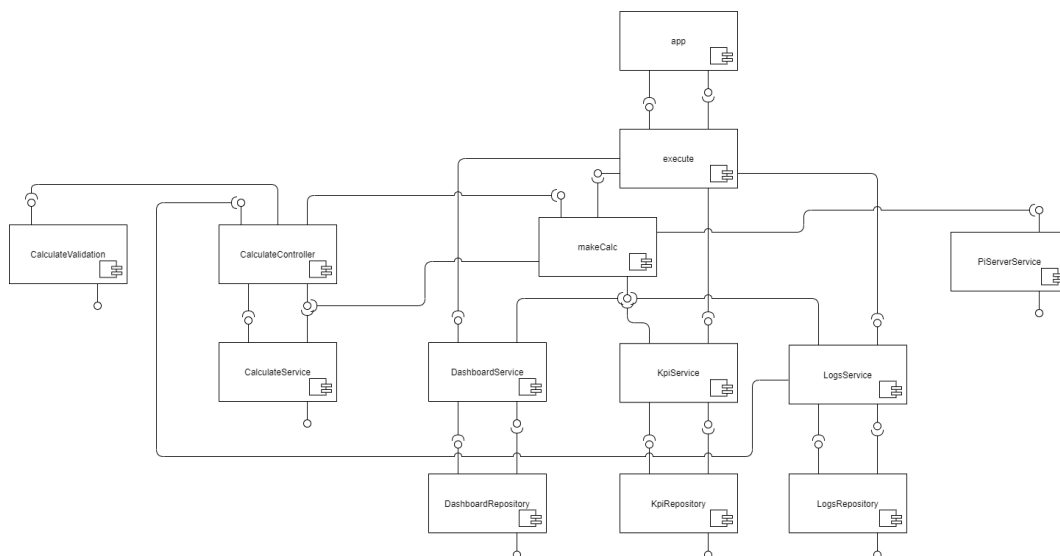 app
execute
CalculateValidation
CalculateController
makeCalc
PiServerService
CalculateService
DashboardService
KpiService
LogsService
DashboardRepository
KpiRepository
LogsRepository